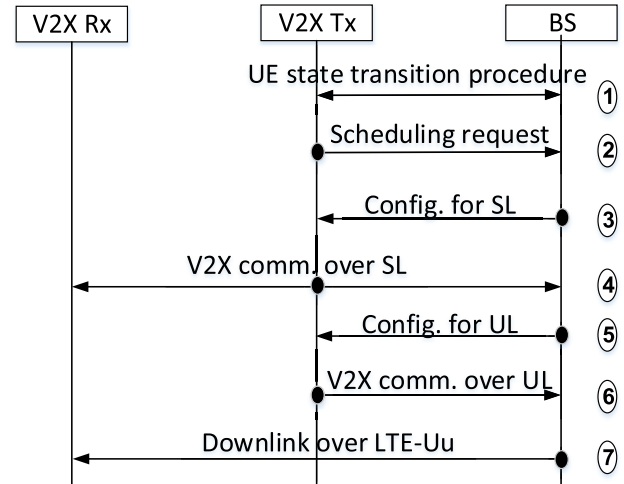 V2X Rx
V2X Tx
BS
UE state transition procedure
1
Scheduling request
2
Config. for SL
3
V2X comm. over SL
4
Config. for UL
5
V2X comm. over UL
6
Downlink over LTE-Uu
7